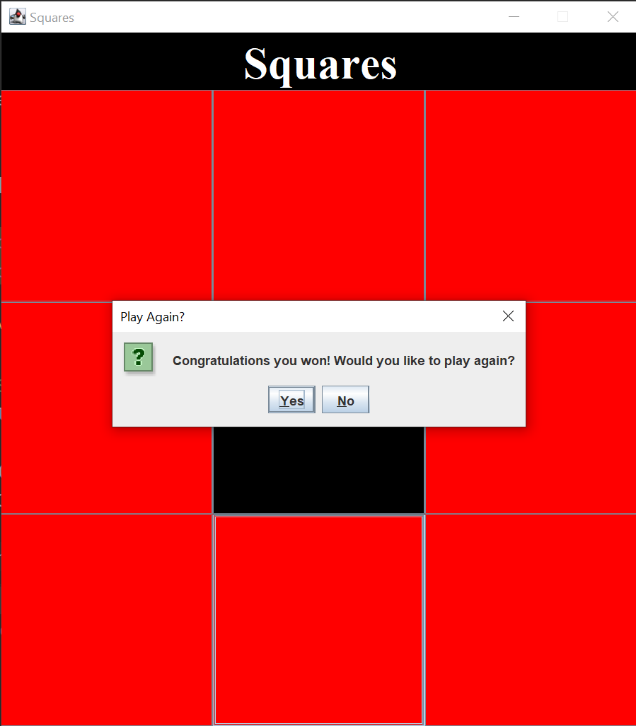 Squares
Squares
Play Again?
?
Congratulations you won! Would you like to play again?
Yes No